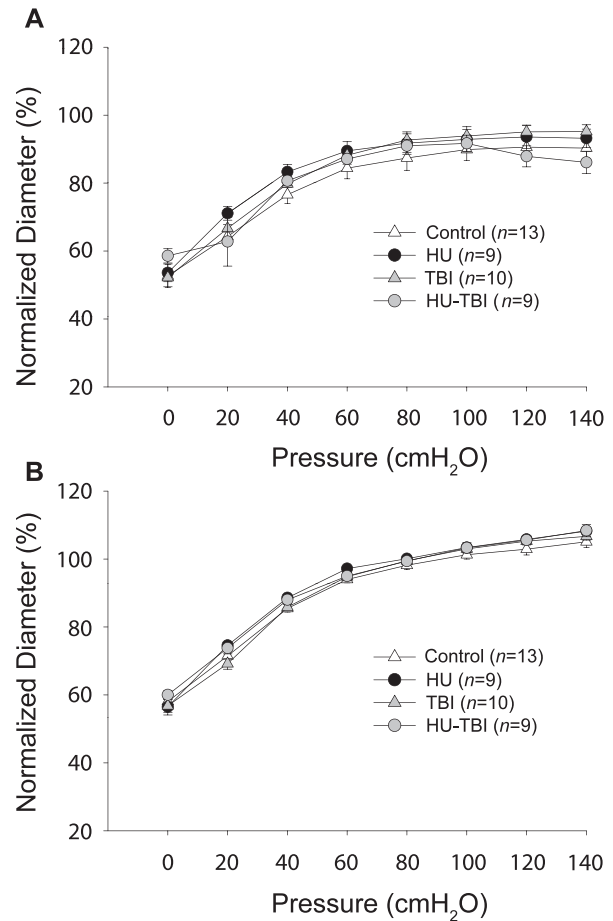 A
120
100
80
60
40
20
Normalized Diameter (%)
Control (n=13)
HU (n=9)
TBI (n=10)
HU-TBI (n=9)
0 20 40 60 80 100 120 140
Pressure (cmH₂O)
B
120
100
80
60
40
20
Normalized Diameter (%)
Control (n=13)
HU (n=9)
TBI (n=10)
HU-TBI (n=9)
0 20 40 60 80 100 120 140
Pressure (cmH₂O)